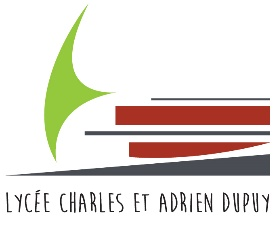 LYCÉE CHARLES ET ADRIEN DUPUY